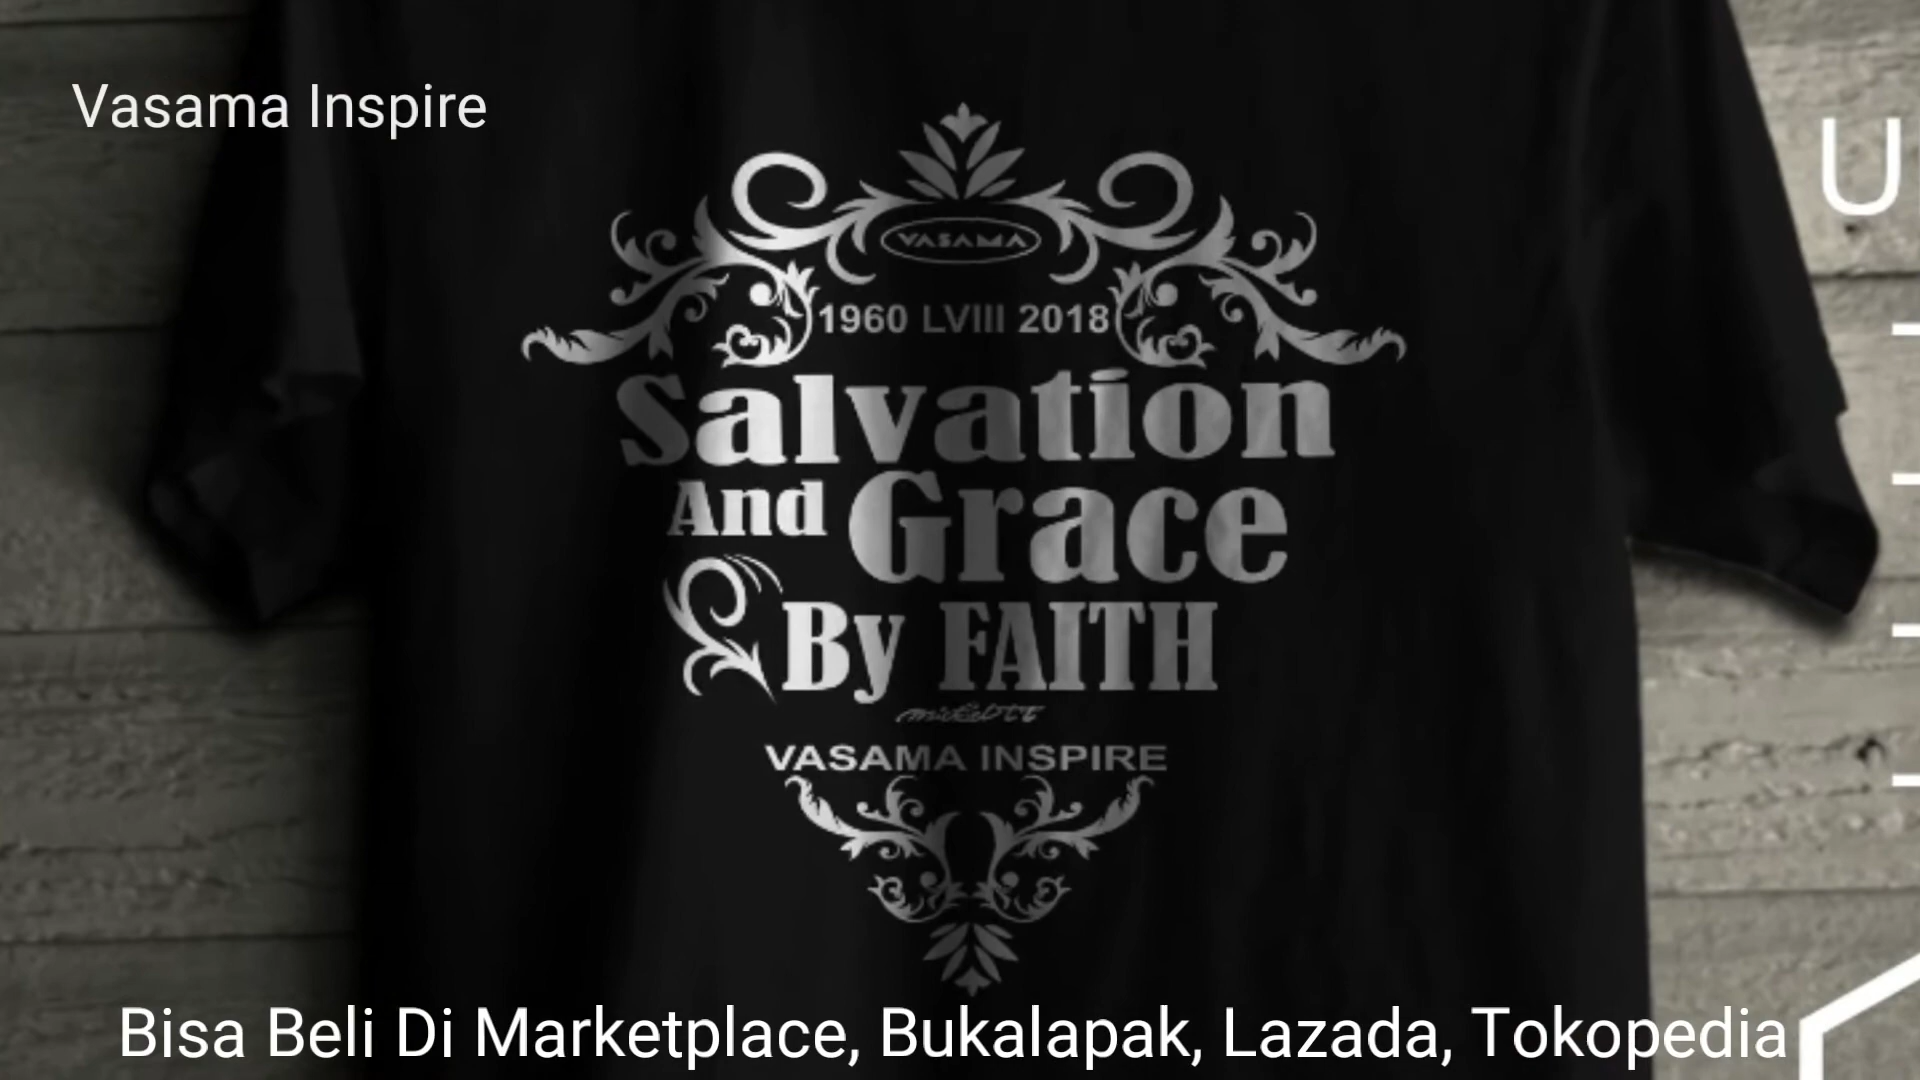 Vasama Inspire
U
VASAMA
1960 LVIII 2018
Salvation
And Grace
By FAITH
VASAMA INSPIRE
Bisa Beli Di Marketplace, Bukalapak, Lazada, Tokopedia